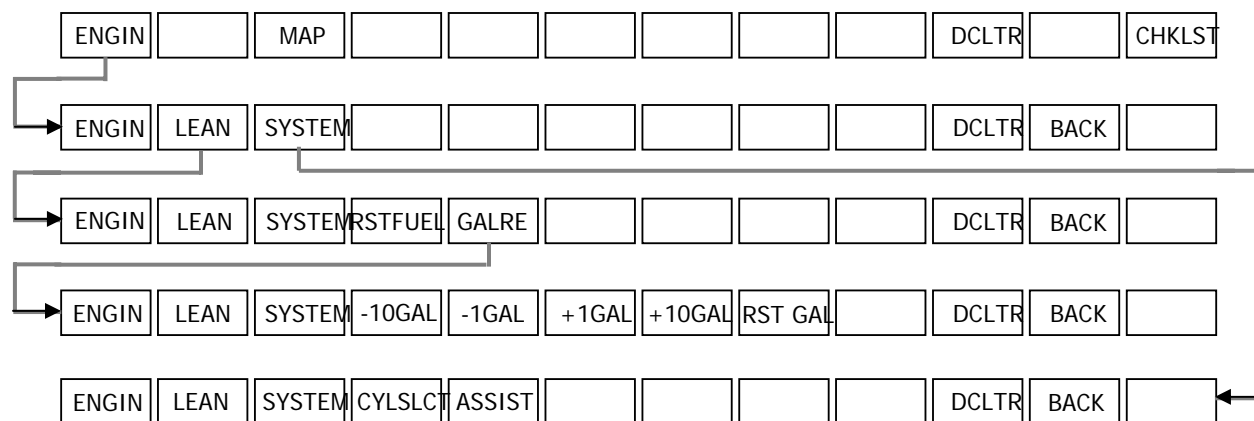 ENGIN MAP DCLTR CHKLST
ENGIN LEAN SYSTEM DCLTR BACK
ENGIN LEAN SYSTEM RSTFUEL GALRE DCLTR BACK
ENGIN LEAN SYSTEM -10GAL -1GAL +1GAL +10GAL RST GAL DCLTR BACK
ENGIN LEAN SYSTEM CYLSLCT ASSIST DCLTR BACK